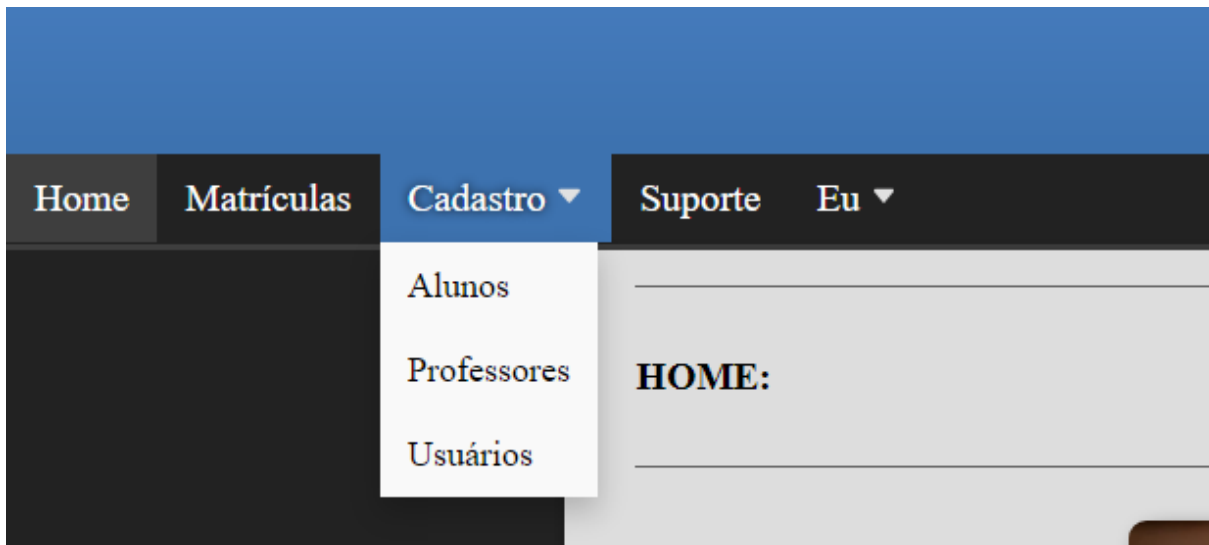 Home Matrículas Cadastro Suporte Eu
Alunos
Professores
HOME:
Usuários